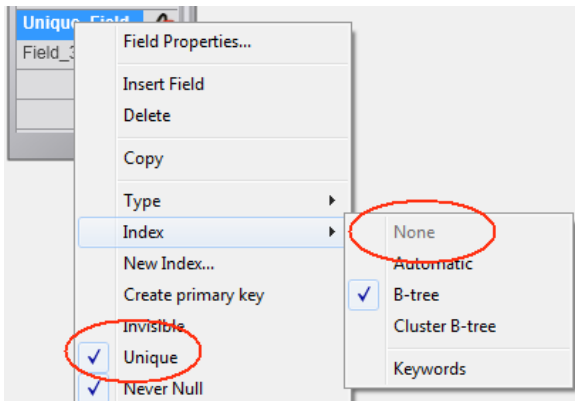 Unique_Field
Field_3
Field Properties...
Insert Field
Delete
Copy
Type
Index
New Index...
Create primary key
Invisible
Unique
Never Null
None
Automatic
B-tree
Cluster B-tree
Keywords